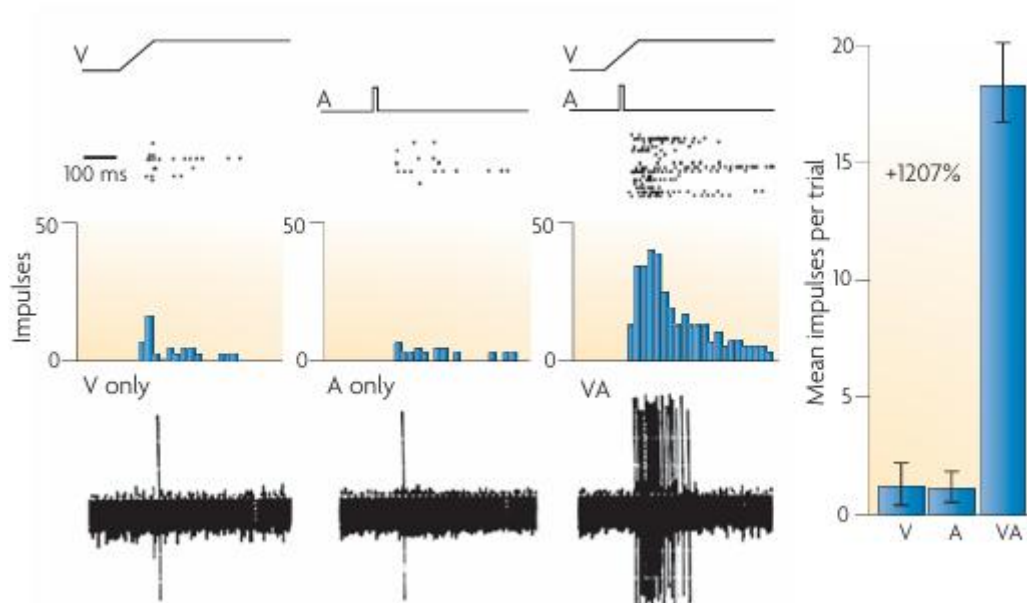 V
V
20
A
A
100 ms
15
+1207%
50
50
50
Impulses
Mean impulses per trial
10
0
0
0
V only
A only
VA
5
0
V
A
VA